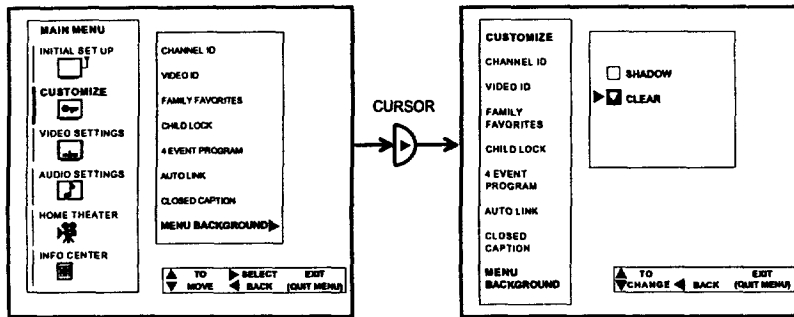 MAIN MENU
INITIAL SET UP
CUSTOMIZE
VIDEO SETTINGS
AUDIO SETTINGS
HOME THEATER
INFO CENTER
CHANNEL ID
VIDEO ID
FAMILY FAVORITES
CHILD LOCK
4 EVENT PROGRAM
AUTO LINK
CLOSED CAPTION
MENU BACKGROUND
TO SELECT EXIT
MOVE BACK (QUIT MENU)
CURSOR
CUSTOMIZE
CHANNEL ID
VIDEO ID
FAMILY
FAVORITES
CHILD LOCK
4 EVENT
PROGRAM
AUTO LINK
CLOSED
CAPTION
MENU
BACKGROUND
SHADOW
CLEAR
TO EXIT
CHANGE BACK (QUIT MENU)